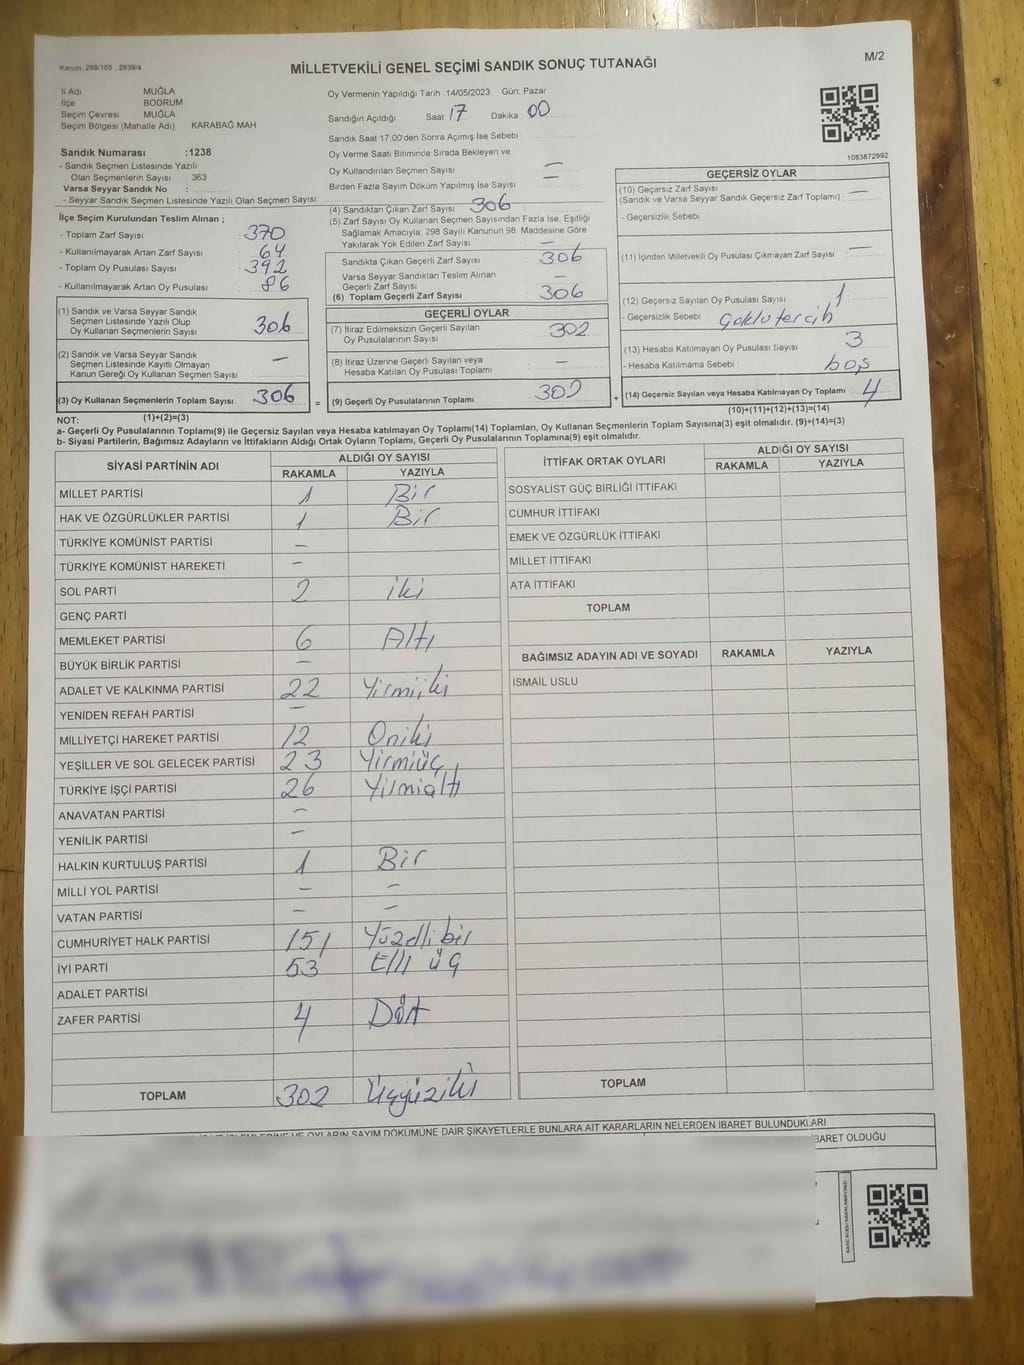 Kanun: 298/105, 2839/4
MİLLETVEKİLİ GENEL SEÇİMİ SANDIK SONUÇ TUTANAĞI
M/2
İl Adı MUĞLA
İlçe BODRUM
Seçim Çevresi MUĞLA
Seçim Bölgesi (Mahalle Adı) KARABAĞ MAH
Sandık Numarası :1238
- Sandık Seçmen Listesinde Yazılı
Olan Seçmenlerin Sayısı : 363
Varsa Seyyar Sandık No :
- Seyyar Sandık Seçmen Listesinde Yazılı Olan Seçmen Sayısı:
İlçe Seçim Kurulundan Teslim Alınan ;
- Toplam Zarf Sayısı : 370
- Kullanılmayarak Artan Zarf Sayısı : 64
- Toplam Oy Pusulası Sayısı : 392
- Kullanılmayarak Artan Oy Pusulası : 86
(1) Sandık ve Varsa Seyyar Sandık
Seçmen Listesinde Yazılı Olup
Oy Kullanan Seçmenlerin Sayısı : 306
(2) Sandık ve Varsa Seyyar Sandık
Seçmen Listesinde Kayıtlı Olmayan
Kanun Gereği Oy Kullanan Seçmen Sayısı : —
(3) Oy Kullanan Seçmenlerin Toplam Sayısı : 306
(1)+(2)=(3)
Oy Vermenin Yapıldığı Tarih :14/05/2023 Gün: Pazar
Sandığın Açıldığı Saat 17 Dakika 00
Sandık Saat 17.00'den Sonra Açımış İse Sebebi
Oy Verme Saati Bitiminde Sırada Bekleyen ve
Oy Kullandırılan Seçmen Sayısı : —
Birden Fazla Sayım Döküm Yapılmış İse Sayısı : —
(4) Sandıktan Çıkan Zarf Sayısı : 306
(5) Zarf Sayısı Oy Kullanan Seçmen Sayısından Fazla İse, Eşitliği
Sağlamak Amacıyla; 298 Sayılı Kanunun 98. Maddesine Göre
Yakılarak Yok Edilen Zarf Sayısı : —
Sandıkta Çıkan Geçerli Zarf Sayısı : 306
Varsa Seyyar Sandıktan Teslim Alınan
Geçerli Zarf Sayısı : —
(6) Toplam Geçerli Zarf Sayısı : 306
GEÇERLİ OYLAR
(7) İtiraz Edilmeksizin Geçerli Sayılan
Oy Pusulalarının Sayısı : 302
(8) İtiraz Üzerine Geçerli Sayılan veya
Hesaba Katılan Oy Pusulaları Toplamı : —
= (9) Geçerli Oy Pusulalarının Toplamı : 302
1083872992
GEÇERSİZ OYLAR
(10) Geçersiz Zarf Sayısı : —
(Sandık ve Varsa Seyyar Sandık Geçersiz Zarf Toplamı)
- Geçersizlik Sebebi
(11) İçinden Milletvekili Oy Pusulası Çıkmayan Zarf Sayısı : —
(12) Geçersiz Sayılan Oy Pusulası Sayısı : 1
- Geçersizlik Sebebi : Çoklu tercih
(13) Hesaba Katılmayan Oy Pusulası Sayısı : 3
- Hesaba Katılmama Sebebi : boş
+ (14) Geçersiz Sayılan veya Hesaba Katılmayan Oy Toplamı : 4
(10)+(11)+(12)+(13)=(14)
NOT:
a- Geçerli Oy Pusulalarının Toplamı(9) ile Geçersiz Sayılan veya Hesaba katılmayan Oy Toplamı(14) Toplamları, Oy Kullanan Seçmenlerin Toplam Sayısına(3) eşit olmalıdır. (9)+(14)=(3)
b- Siyasi Partilerin, Bağımsız Adayların ve İttifakların Aldığı Ortak Oyların Toplamı, Geçerli Oy Pusulalarının Toplamına(9) eşit olmalıdır.
SİYASİ PARTİNİN ADI ALDIĞI OY SAYISI
RAKAMLA YAZIYLA
MİLLET PARTİSİ 1 Bir
HAK VE ÖZGÜRLÜKLER PARTİSİ 1 Bir
TÜRKİYE KOMÜNİST PARTİSİ —
TÜRKİYE KOMÜNİST HAREKETİ —
SOL PARTİ 2 iki
GENÇ PARTİ
MEMLEKET PARTİSİ 6 Altı
BÜYÜK BİRLİK PARTİSİ —
ADALET VE KALKINMA PARTİSİ 22 Yirmiiki
YENİDEN REFAH PARTİSİ —
MİLLİYETÇİ HAREKET PARTİSİ 12 Oniki
YEŞİLLER VE SOL GELECEK PARTİSİ 23 Yirmiüç
TÜRKİYE İŞÇİ PARTİSİ 26 Yirmialtı
ANAVATAN PARTİSİ —
YENİLİK PARTİSİ —
HALKIN KURTULUŞ PARTİSİ 1 Bir
MİLLİ YOL PARTİSİ — —
VATAN PARTİSİ — —
CUMHURİYET HALK PARTİSİ 151 Yüzelli bir
İYİ PARTİ 53 Elli üç
ADALET PARTİSİ
ZAFER PARTİSİ 4 Dört
TOPLAM 302 Üçyüziki
İTTİFAK ORTAK OYLARI ALDIĞI OY SAYISI
RAKAMLA YAZIYLA
SOSYALİST GÜÇ BİRLİĞİ İTTİFAKI
CUMHUR İTTİFAKI
EMEK VE ÖZGÜRLÜK İTTİFAKI
MİLLET İTTİFAKI
ATA İTTİFAKI
TOPLAM
BAĞIMSIZ ADAYIN ADI VE SOYADI RAKAMLA YAZIYLA
İSMAİL USLU
TOPLAM
OYLARIN SAYIM DÖKÜMÜNE DAİR ŞİKAYETLERLE BUNLARA AİT KARARLARIN NELERDEN İBARET BULUNDUKLARI
İBARET OLDUĞU